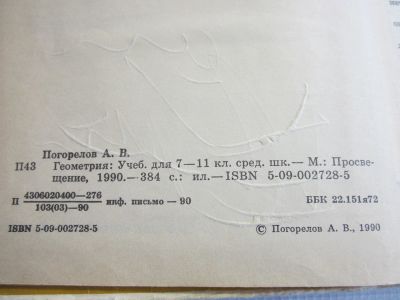 Погорелов А. В.
П43 Геометрия: Учеб. для 7—11 кл. сред. шк.— М.: Просве-
щение, 1990.— 384 с.: ил.— ISBN 5-09-002728-5
П 4306020400—276
103(03)—90 инф. письмо — 90 ББК 22.151я72
ISBN 5-09-002728-5 © Погорелов А. В., 1990